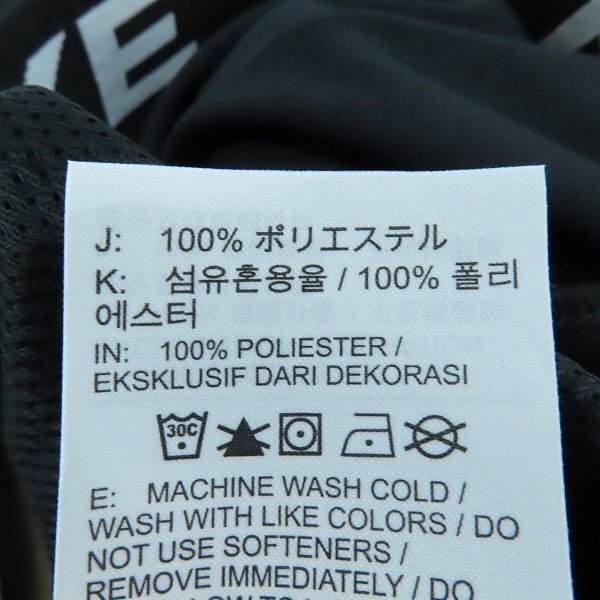 KE
J: 100% ポリエステル
K: 섬유혼용율 / 100% 폴리
에스터
IN: 100% POLIESTER /
EKSKLUSIF DARI DEKORASI
30C
E: MACHINE WASH COLD /
WASH WITH LIKE COLORS / DO
NOT USE SOFTENERS /
REMOVE IMMEDIATELY / DO